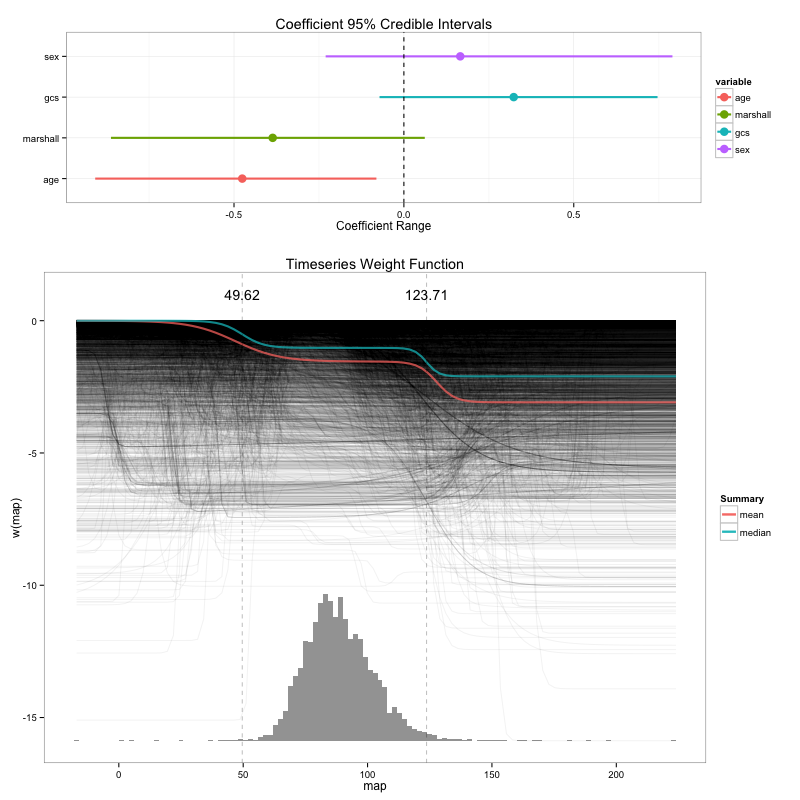 Coefficient 95% Credible Intervals
sex
gcs
marshall
age
-0.5 0.0 0.5
Coefficient Range
variable
age
marshall
gcs
sex
Timeseries Weight Function
49.62 123.71
0
-5
-10
-15
w(map)
0 50 100 150 200
map
Summary
mean
median